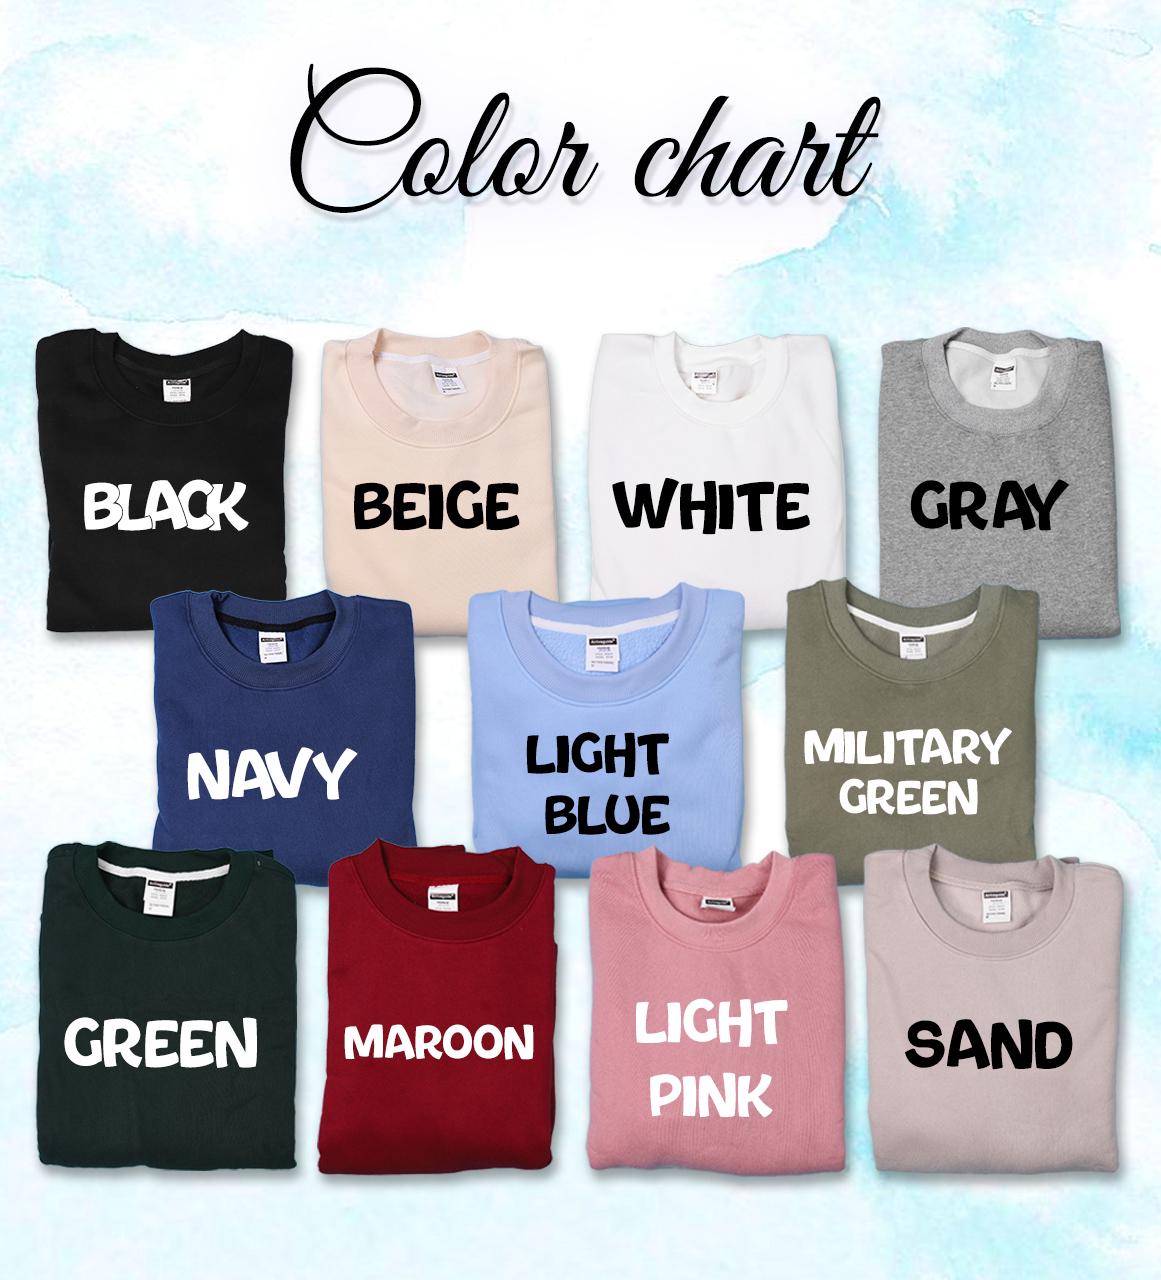 Color chart
BLACK
BEIGE
WHITE
GRAY
NAVY
LIGHT
BLUE
MILITARY
GREEN
GREEN
MAROON
LIGHT
PINK
SAND